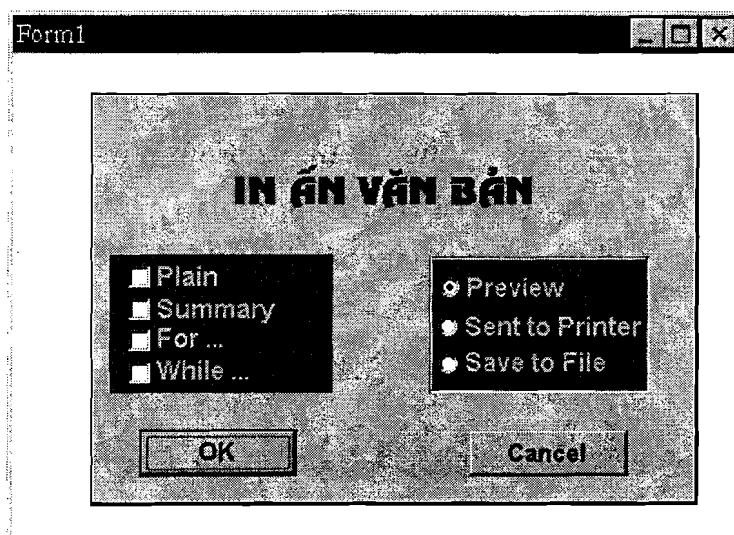 Form1
IN ẤN VĂN BẢN
Plain
Summary
For ...
While ...
Preview
Sent to Printer
Save to File
OK
Cancel